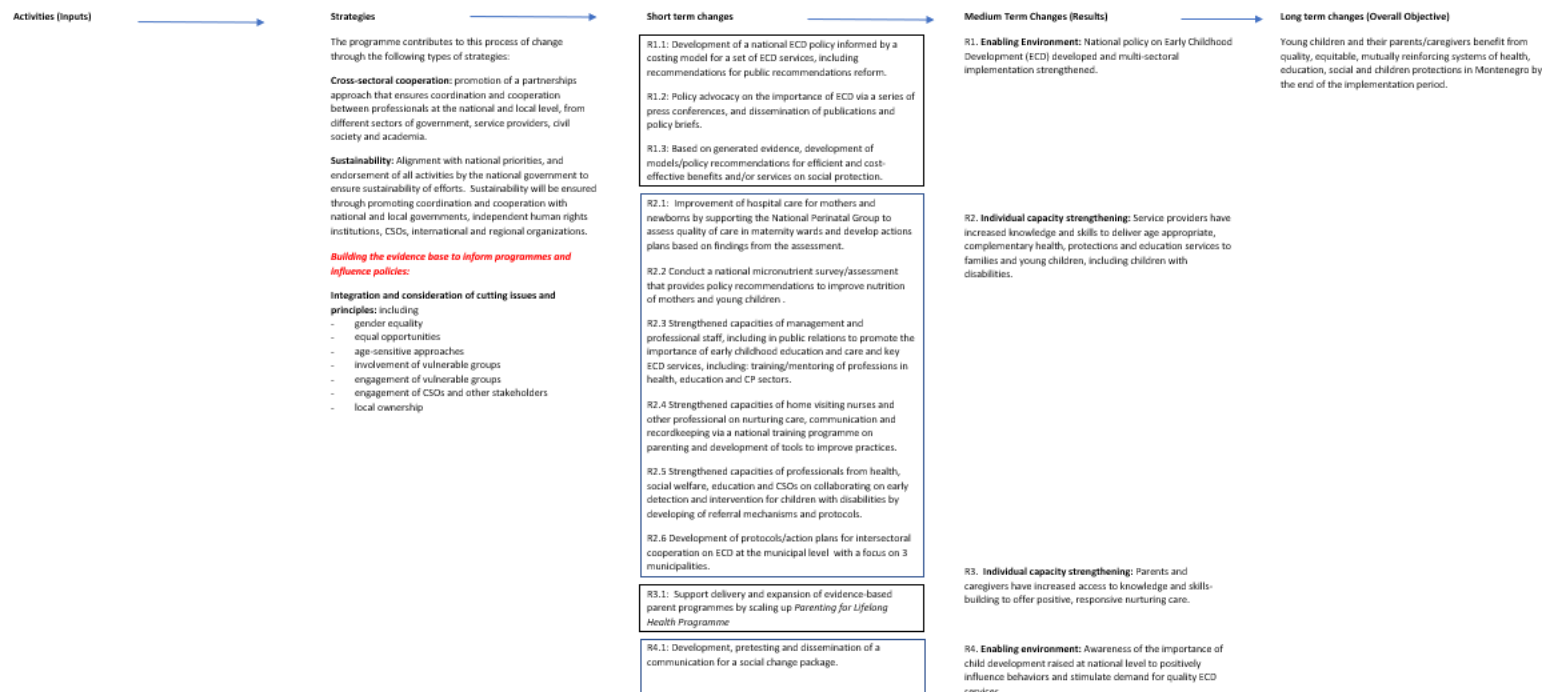 Activities (Inputs)
Strategies
The programme contributes to this process of change
through the following types of strategies:
Cross-sectoral cooperation: promotion of a partnerships
approach that ensures coordination and cooperation
between professionals at the national and local level, from
different sectors of government, service providers, civil
society and academia.
Sustainability: Alignment with national priorities, and
endorsement of all activities by the national government to
ensure sustainability of efforts. Sustainability will be ensured
through promoting coordination and cooperation with
national and local governments, independent human rights
institutions, CSOs, international and regional organizations.
Building the evidence base to inform programmes and
influence policies:
Integration and consideration of cutting issues and
principles: including
- gender equality
- equal opportunities
- age-sensitive approaches
- involvement of vulnerable groups
- engagement of vulnerable groups
- engagement of CSOs and other stakeholders
- local ownership
Short term changes
R1.1: Development of a national ECD policy informed by a
costing model for a set of ECD services, including
recommendations for public recommendations reform.
R1.2: Policy advocacy on the importance of ECD via a series of
press conferences, and dissemination of publications and
policy briefs.
R1.3: Based on generated evidence, development of
models/policy recommendations for efficient and cost-
effective benefits and/or services on social protection.
R2.1: Improvement of hospital care for mothers and
newborns by supporting the National Perinatal Group to
assess quality of care in maternity wards and develop actions
plans based on findings from the assessment.
R2.2 Conduct a national micronutrient survey/assessment
that provides policy recommendations to improve nutrition
of mothers and young children .
R2.3 Strengthened capacities of management and
professional staff, including in public relations to promote the
importance of early childhood education and care and key
ECD services, including: training/mentoring of professions in
health, education and CP sectors.
R2.4 Strengthened capacities of home visiting nurses and
other professional on nurturing care, communication and
recordkeeping via a national training programme on
parenting and development of tools to improve practices.
R2.5 Strengthened capacities of professionals from health,
social welfare, education and CSOs on collaborating on early
detection and intervention for children with disabilities by
developing of referral mechanisms and protocols.
R2.6 Development of protocols/action plans for intersectoral
cooperation on ECD at the municipal level with a focus on 3
municipalities.
R3.1: Support delivery and expansion of evidence-based
parent programmes by scaling up Parenting for Lifelong
Health Programme
R4.1: Development, pretesting and dissemination of a
communication for a social change package.
Medium Term Changes (Results)
R1. Enabling Environment: National policy on Early Childhood
Development (ECD) developed and multi-sectoral
implementation strengthened.
R2. Individual capacity strengthening: Service providers have
increased knowledge and skills to deliver age appropriate,
complementary health, protections and education services to
families and young children, including children with
disabilities.
R3. Individual capacity strengthening: Parents and
caregivers have increased access to knowledge and skills-
building to offer positive, responsive nurturing care.
R4. Enabling environment: Awareness of the importance of
child development raised at national level to positively
influence behaviors and stimulate demand for quality ECD
services.
Long term changes (Overall Objective)
Young children and their parents/caregivers benefit from
quality, equitable, mutually reinforcing systems of health,
education, social and children protections in Montenegro by
the end of the implementation period.